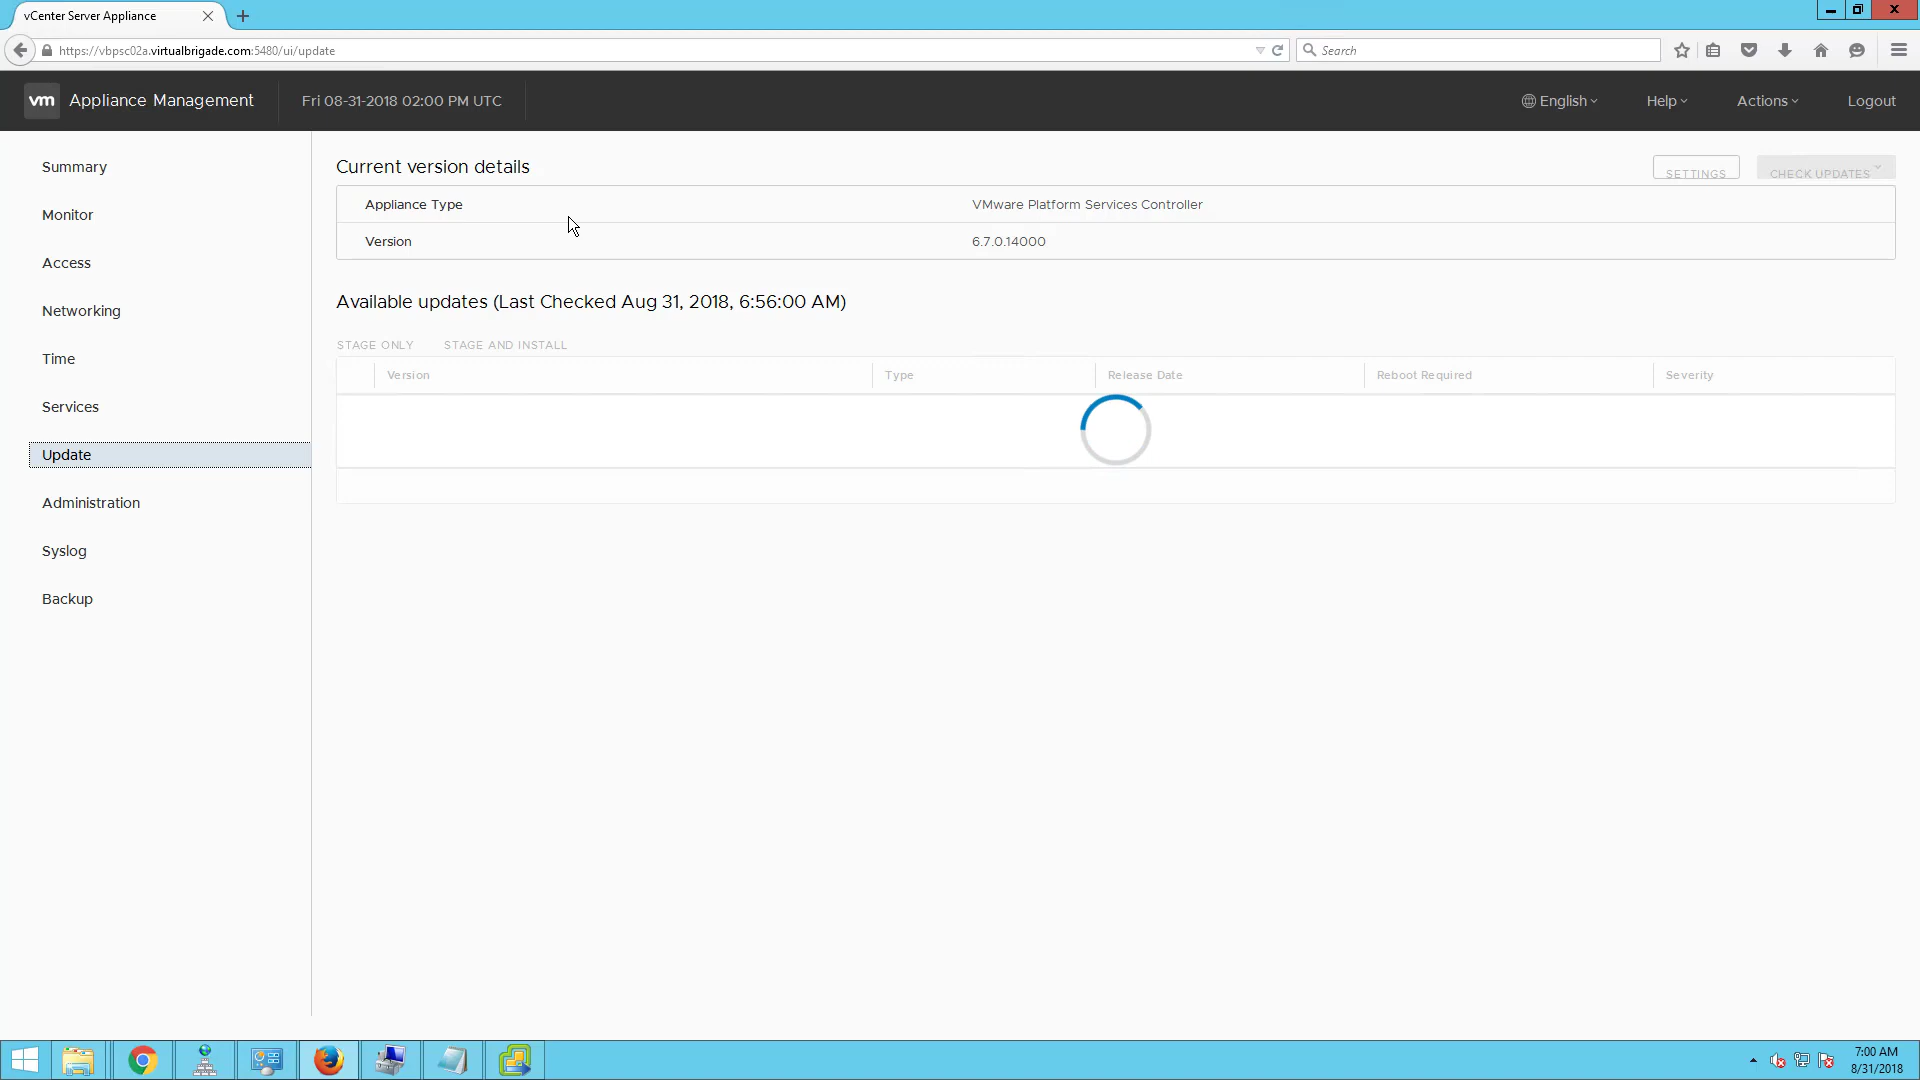 vCenter Server Appliance
https://vbpsc02a.virtualbrigade.com:5480/ui/update
Search
vm Appliance Management Fri 08-31-2018 02:00 PM UTC English Help Actions Logout
Summary
Monitor
Access
Networking
Time
Services
Update
Administration
Syslog
Backup
Current version details
SETTINGS CHECK UPDATES
Appliance Type VMware Platform Services Controller
Version 6.7.0.14000
Available updates (Last Checked Aug 31, 2018, 6:56:00 AM)
STAGE ONLY STAGE AND INSTALL
Version Type Release Date Reboot Required Severity
7:00 AM
8/31/2018